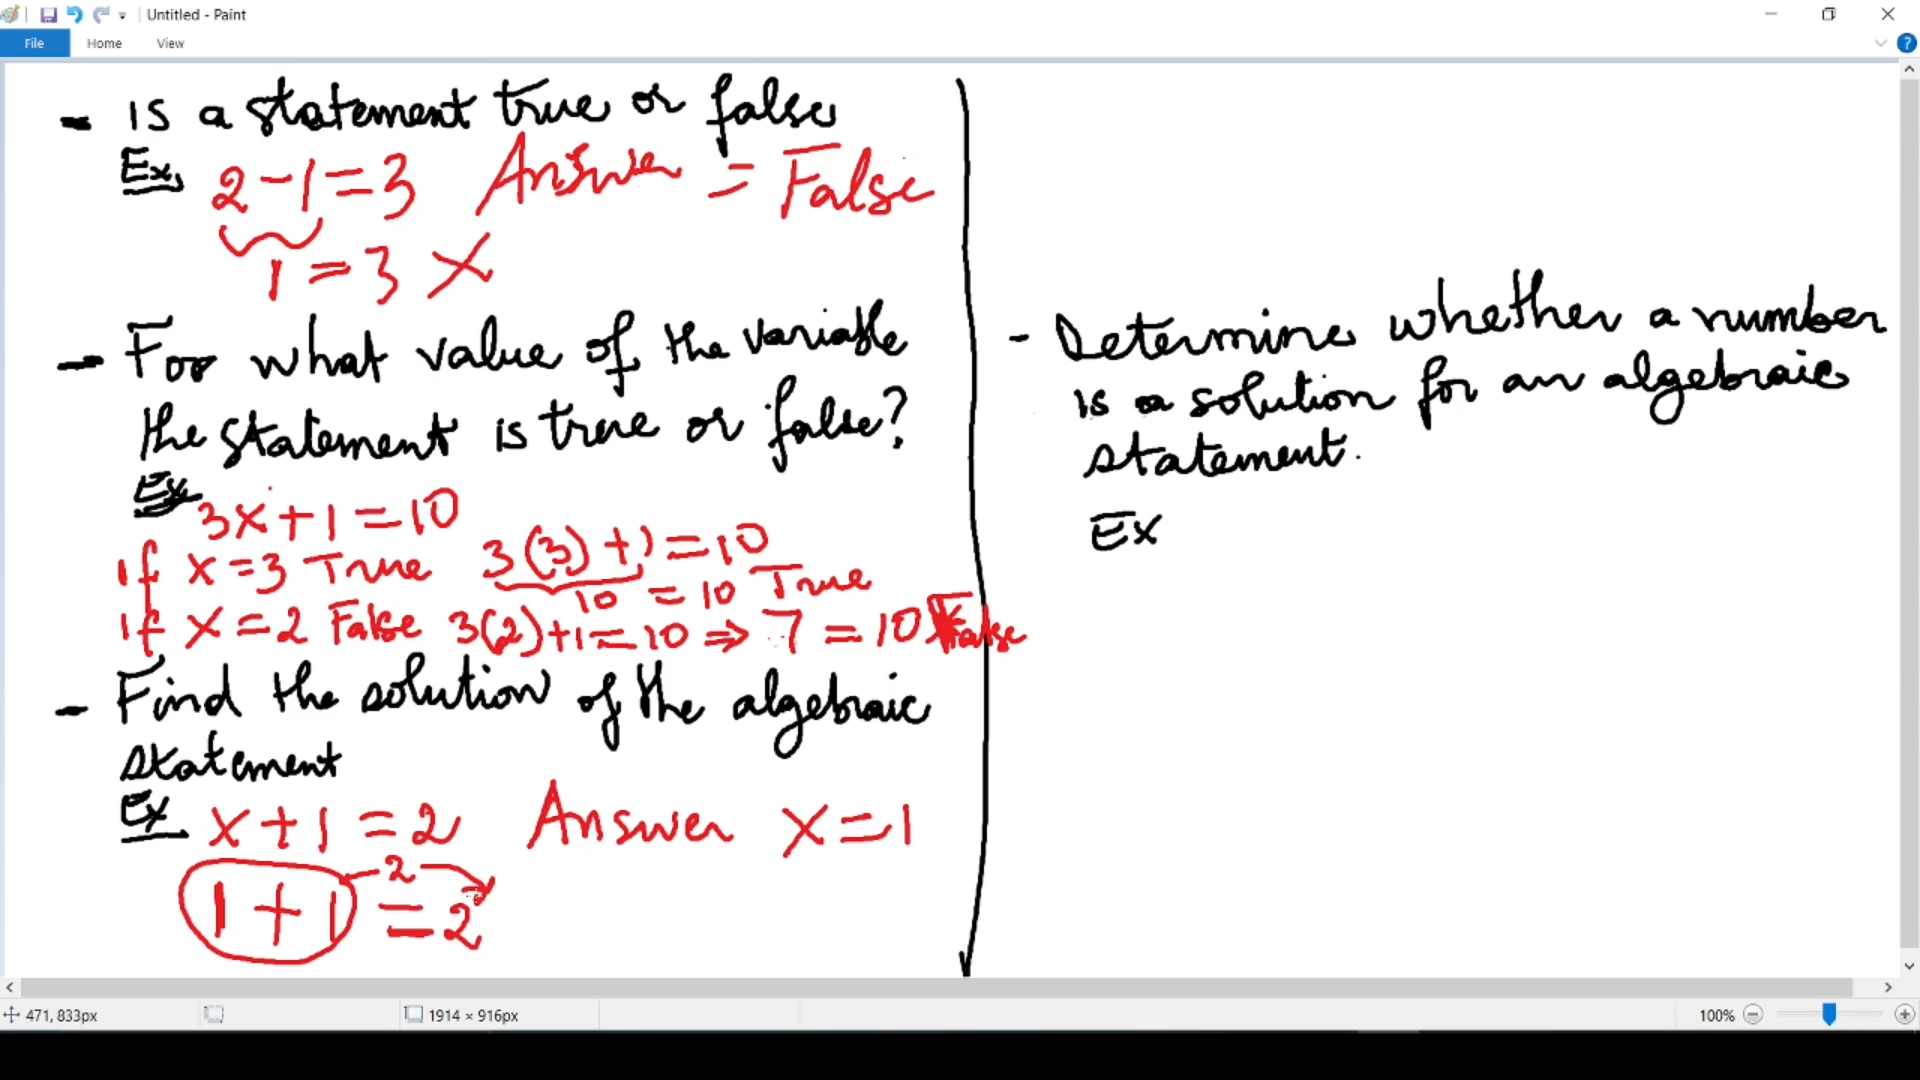 Untitled - Paint
File Home View
- is a statement true or false
Ex, 2 - 1 = 3 Answer = False
1 = 3 X
- For what value of the variable
the statement is true or false?
Ex
3x + 1 = 10
If x = 3 True 3(3) + 1 = 10
10 = 10 True
If x = 2 False 3(2) + 1 = 10 ⇒ 7 = 10 False
- Find the solution of the algebraic
statement
Ex x + 1 = 2 Answer x = 1
2
1 + 1 = 2
- Determine whether a number
is a solution for an algebraic
statement.
Ex
471, 833px 1914 × 916px 100%